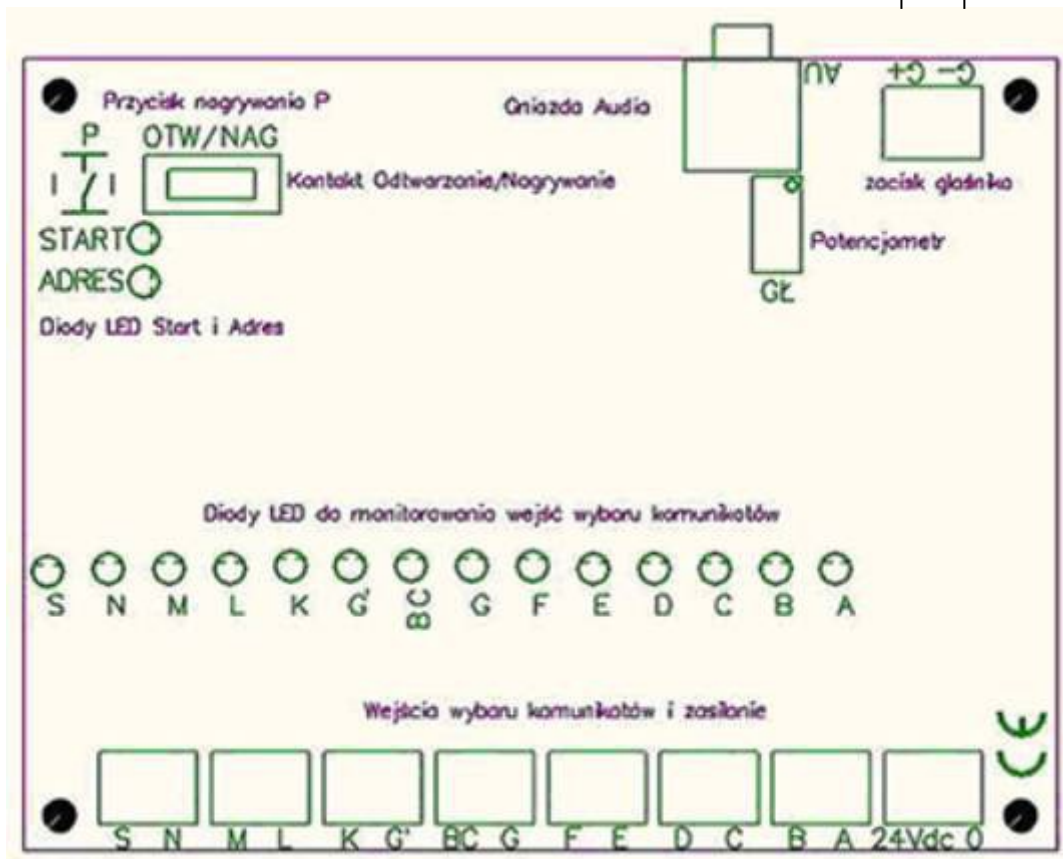 AU G+ G-
Przycisk nagrywania P
Gniazda Audio
P OTW/NAG
Kontakt Odtwarzanie/Nagrywanie
zacisk głośnika
START
Potencjometr
ADRES
GŁ
Diody LED Start i Adres
Diody LED do monitorowania wejść wyboru komunikatów
S N M L K G' BC G F E D C B A
Wejścia wyboru komunikatów i zasilanie
CE
S N M L K G' BC G F E D C B A 24Vdc 0